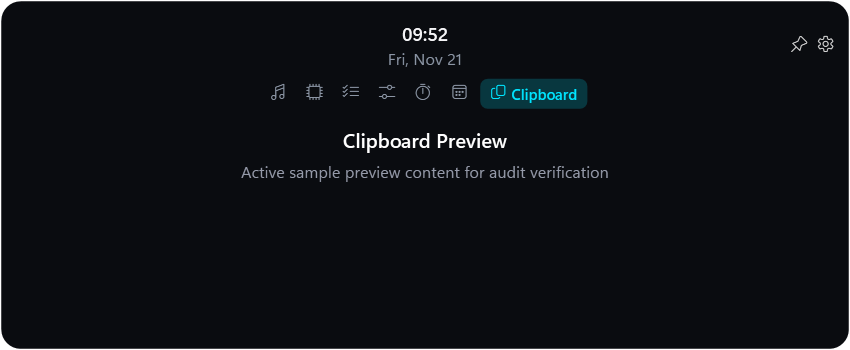 09:52
Fri, Nov 21
Clipboard
Clipboard Preview
Active sample preview content for audit verification